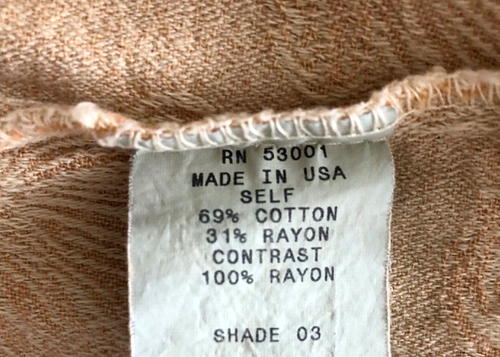 RN 53001
MADE IN USA
SELF
69% COTTON
31% RAYON
CONTRAST
100% RAYON
SHADE 03